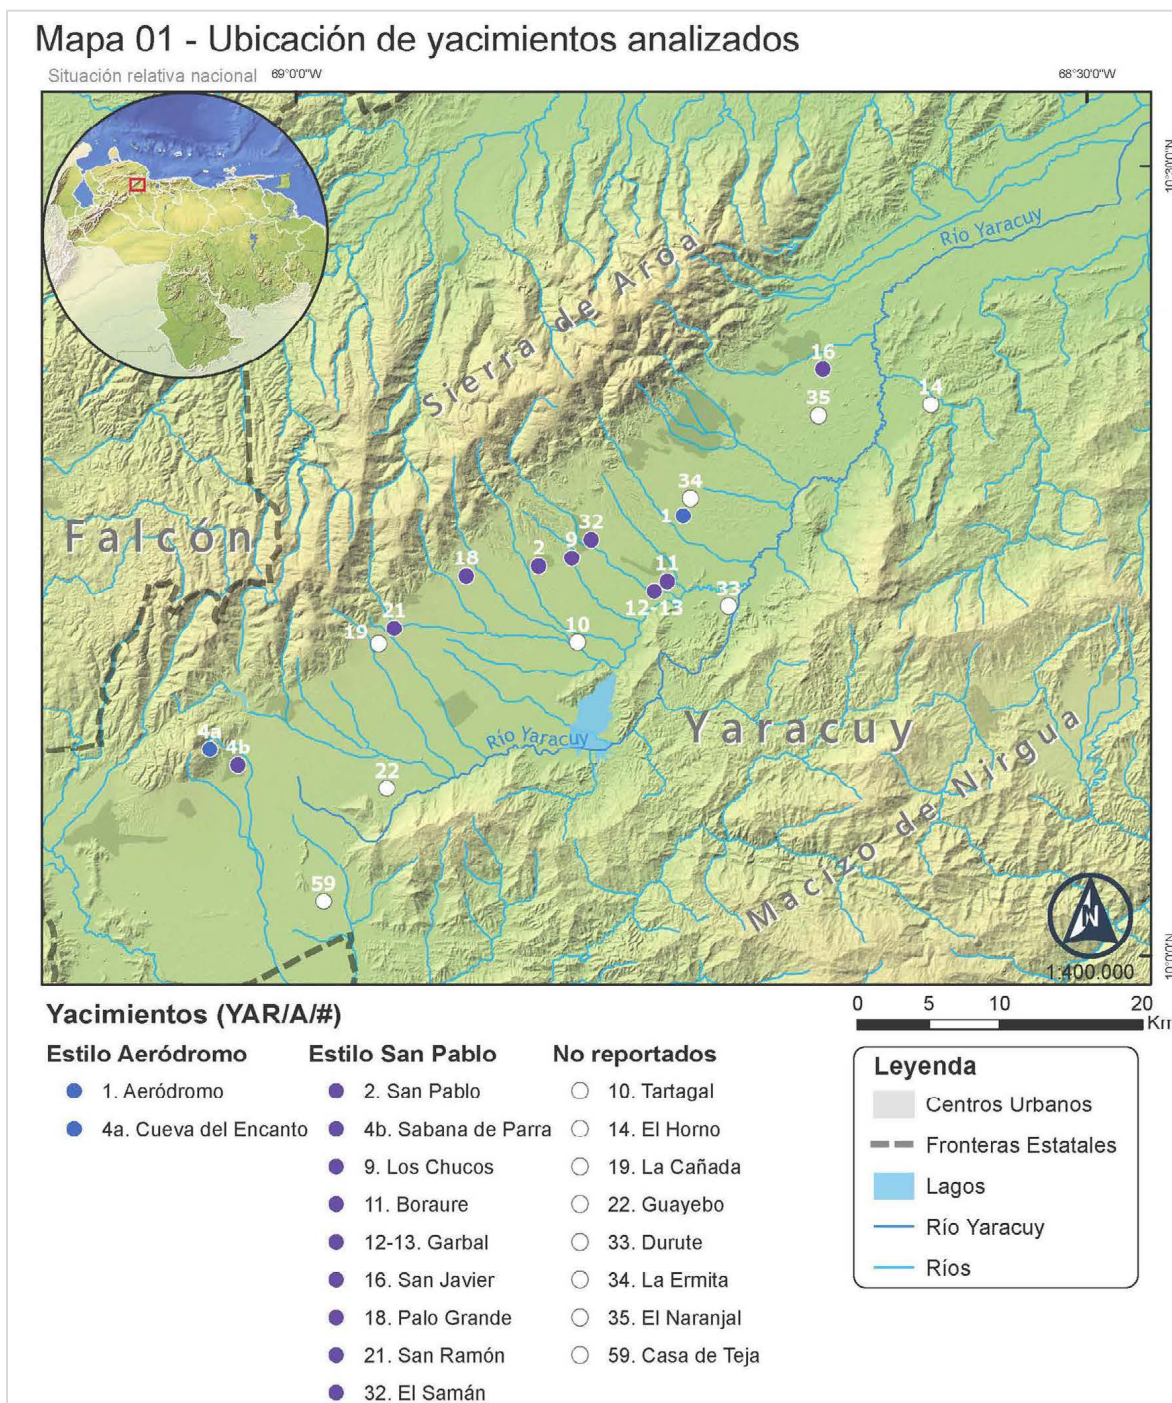 Mapa 01 - Ubicación de yacimientos analizados
Situación relativa nacional
69°0'0"W
68°30'0"W
10°30'0"N
Río Yaracuy
Sierra de Aroa
16
14
35
34
1
32
9
2
18
11
12-13
33
Falcón
21
19
10
Yaracuy
4a
4b
Río Yaracuy
22
Macizo de Nirgua
59
N
1:400.000
10°0'0"N
0 5 10 20
Km
Yacimientos (YAR/A/#)
Estilo Aeródromo
1. Aeródromo
4a. Cueva del Encanto
Estilo San Pablo
2. San Pablo
4b. Sabana de Parra
9. Los Chucos
11. Boraure
12-13. Garbal
16. San Javier
18. Palo Grande
21. San Ramón
32. El Samán
No reportados
10. Tartagal
14. El Horno
19. La Cañada
22. Guayebo
33. Durute
34. La Ermita
35. El Naranjal
59. Casa de Teja
Leyenda
Centros Urbanos
Fronteras Estatales
Lagos
Río Yaracuy
Ríos